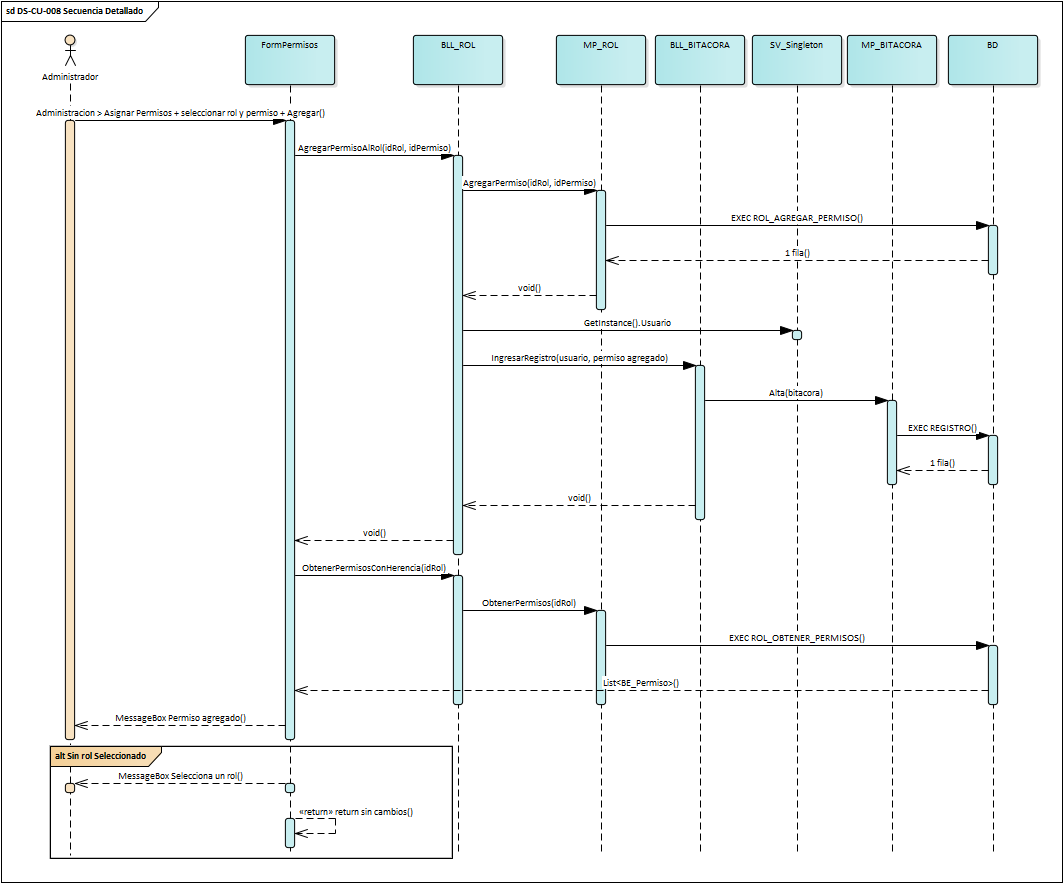 sd DS-CU-008 Secuencia Detallado
Administrador
FormPermisos
BLL_ROL
MP_ROL
BLL_BITACORA
SV_Singleton
MP_BITACORA
BD
Administracion > Asignar Permisos + seleccionar rol y permiso + Agregar()
AgregarPermisoAlRol(idRol, idPermiso)
AgregarPermiso(idRol, idPermiso)
EXEC ROL_AGREGAR_PERMISO()
1 fila()
void()
GetInstance().Usuario
IngresarRegistro(usuario, permiso agregado)
Alta(bitacora)
EXEC REGISTRO()
1 fila()
void()
void()
ObtenerPermisosConHerencia(idRol)
ObtenerPermisos(idRol)
EXEC ROL_OBTENER_PERMISOS()
List<BE_Permiso>()
MessageBox Permiso agregado()
alt Sin rol Seleccionado
MessageBox Selecciona un rol()
«return» return sin cambios()